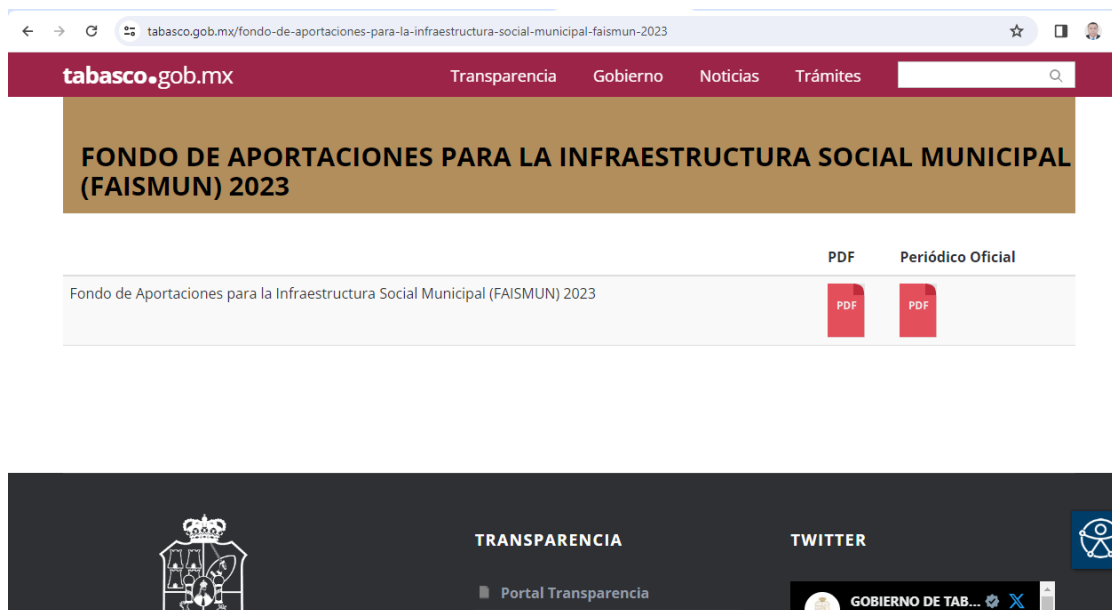 tabasco.gob.mx/fondo-de-aportaciones-para-la-infraestructura-social-municipal-faismun-2023
tabasco.gob.mx Transparencia Gobierno Noticias Trámites
FONDO DE APORTACIONES PARA LA INFRAESTRUCTURA SOCIAL MUNICIPAL
(FAISMUN) 2023
PDF Periódico Oficial
Fondo de Aportaciones para la Infraestructura Social Municipal (FAISMUN) 2023
PDF PDF
TRANSPARENCIA TWITTER
Portal Transparencia
GOBIERNO DE TAB...